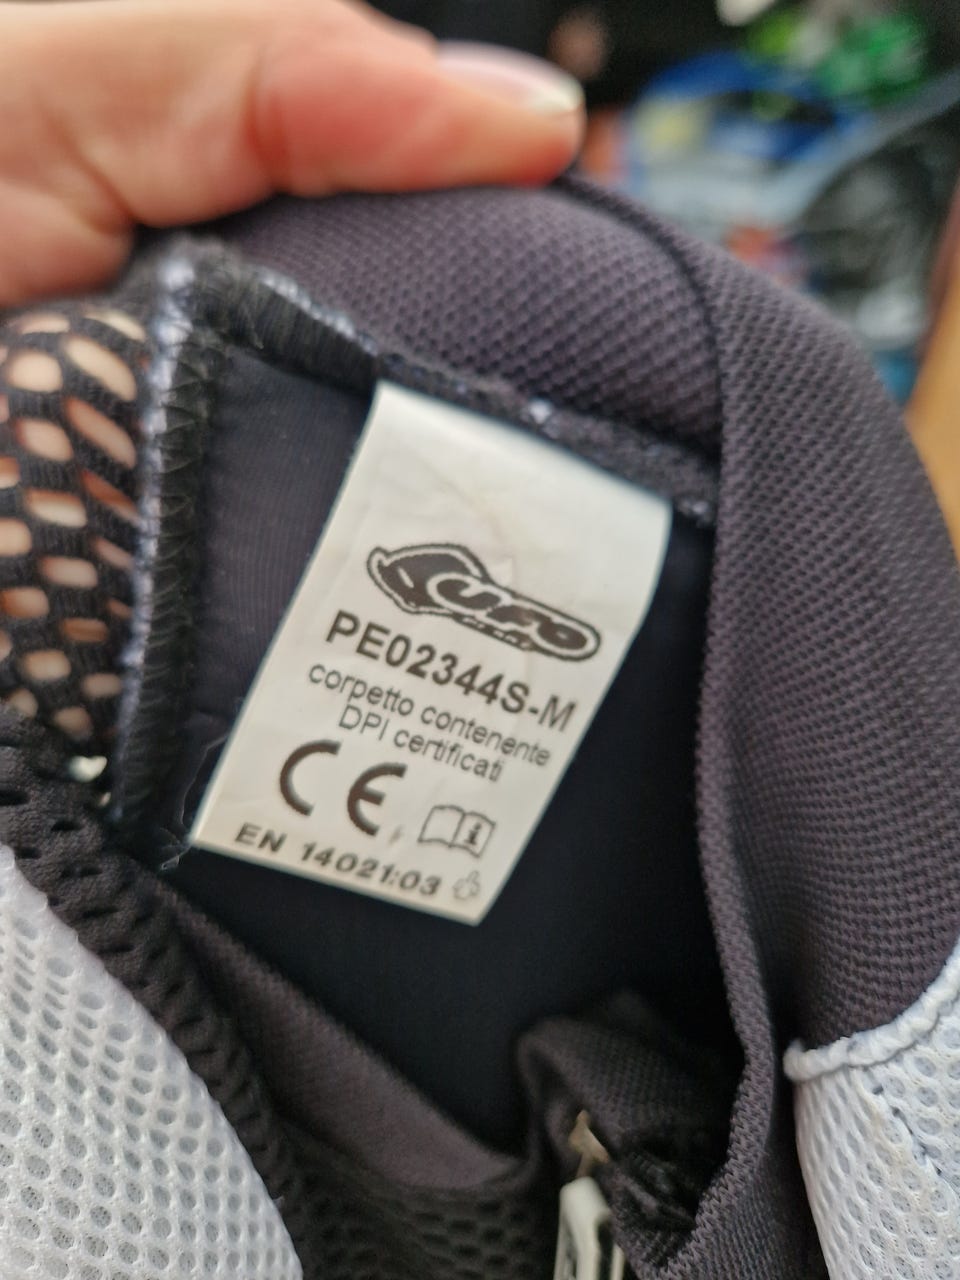 UFO
PE02344S-M
corpetto contenente
DPI certificati
CE
i
EN 14021:03